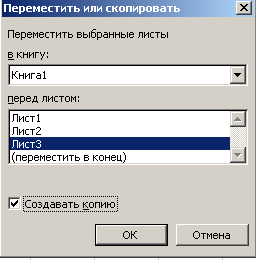 Переместить или скопировать
Переместить выбранные листы
в книгу:
Книга1
перед листом:
Лист1
Лист2
Лист3
(переместить в конец)
Создавать копию
ОК
Отмена